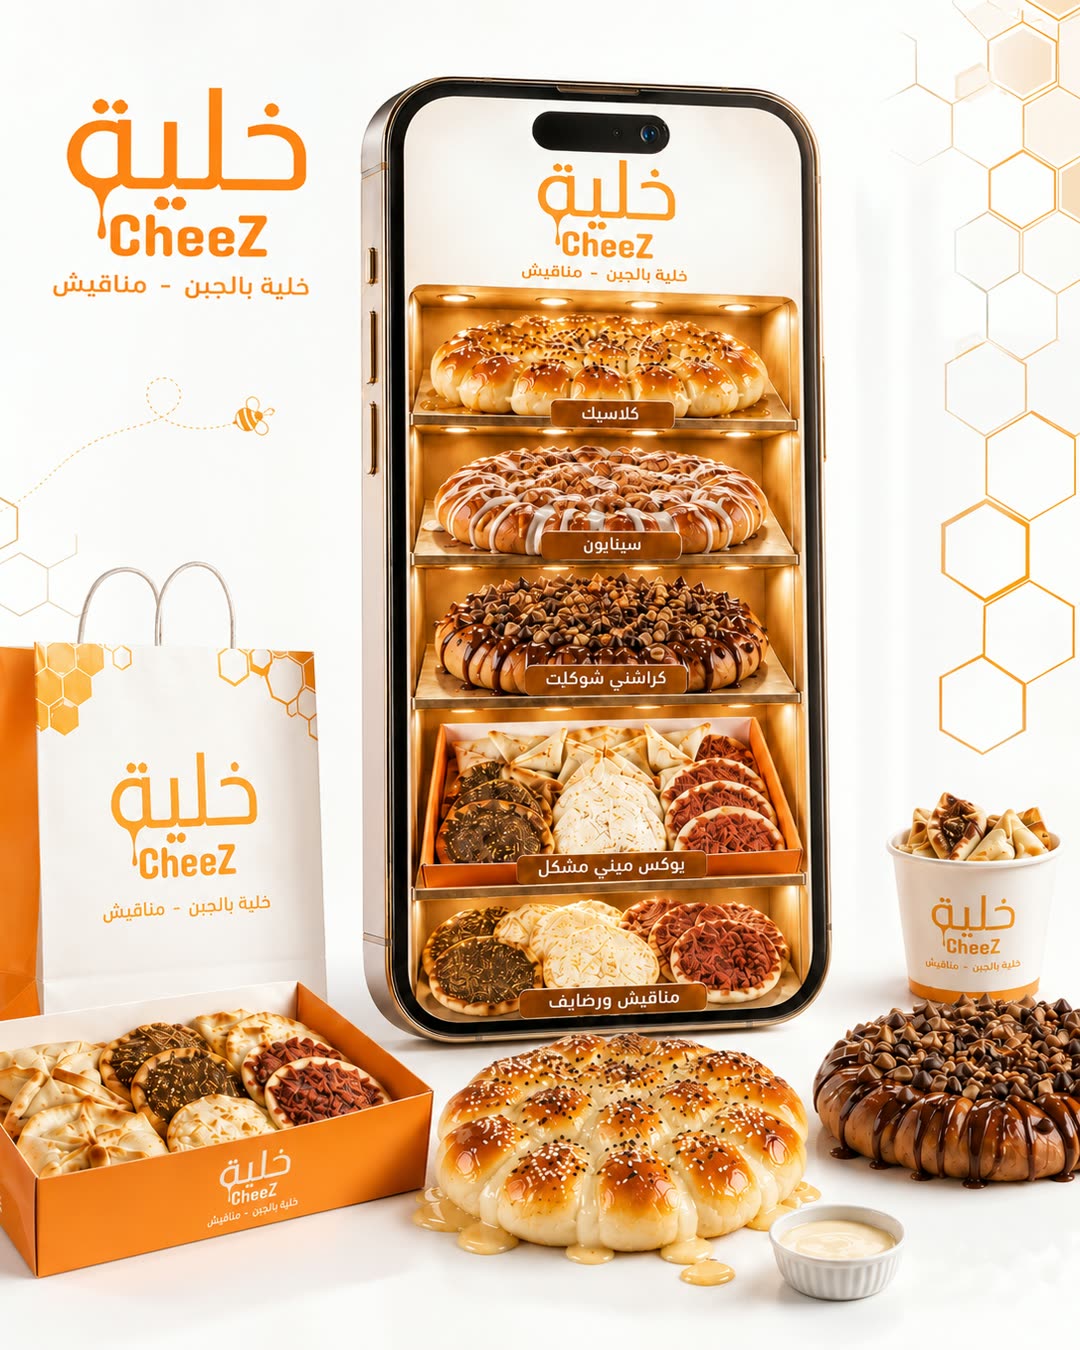 خلية
CheeZ
خلية بالجبن - مناقيش
خلية
CheeZ
خلية بالجبن - مناقيش
كلاسيك
سينابون
كراشني شوكلت
يوكس ميني مشكل
مناقيش ورضايف
خلية
CheeZ
خلية بالجبن - مناقيش
خلية
CheeZ
خلية بالجبن - مناقيش
خلية
CheeZ
خلية بالجبن - مناقيش